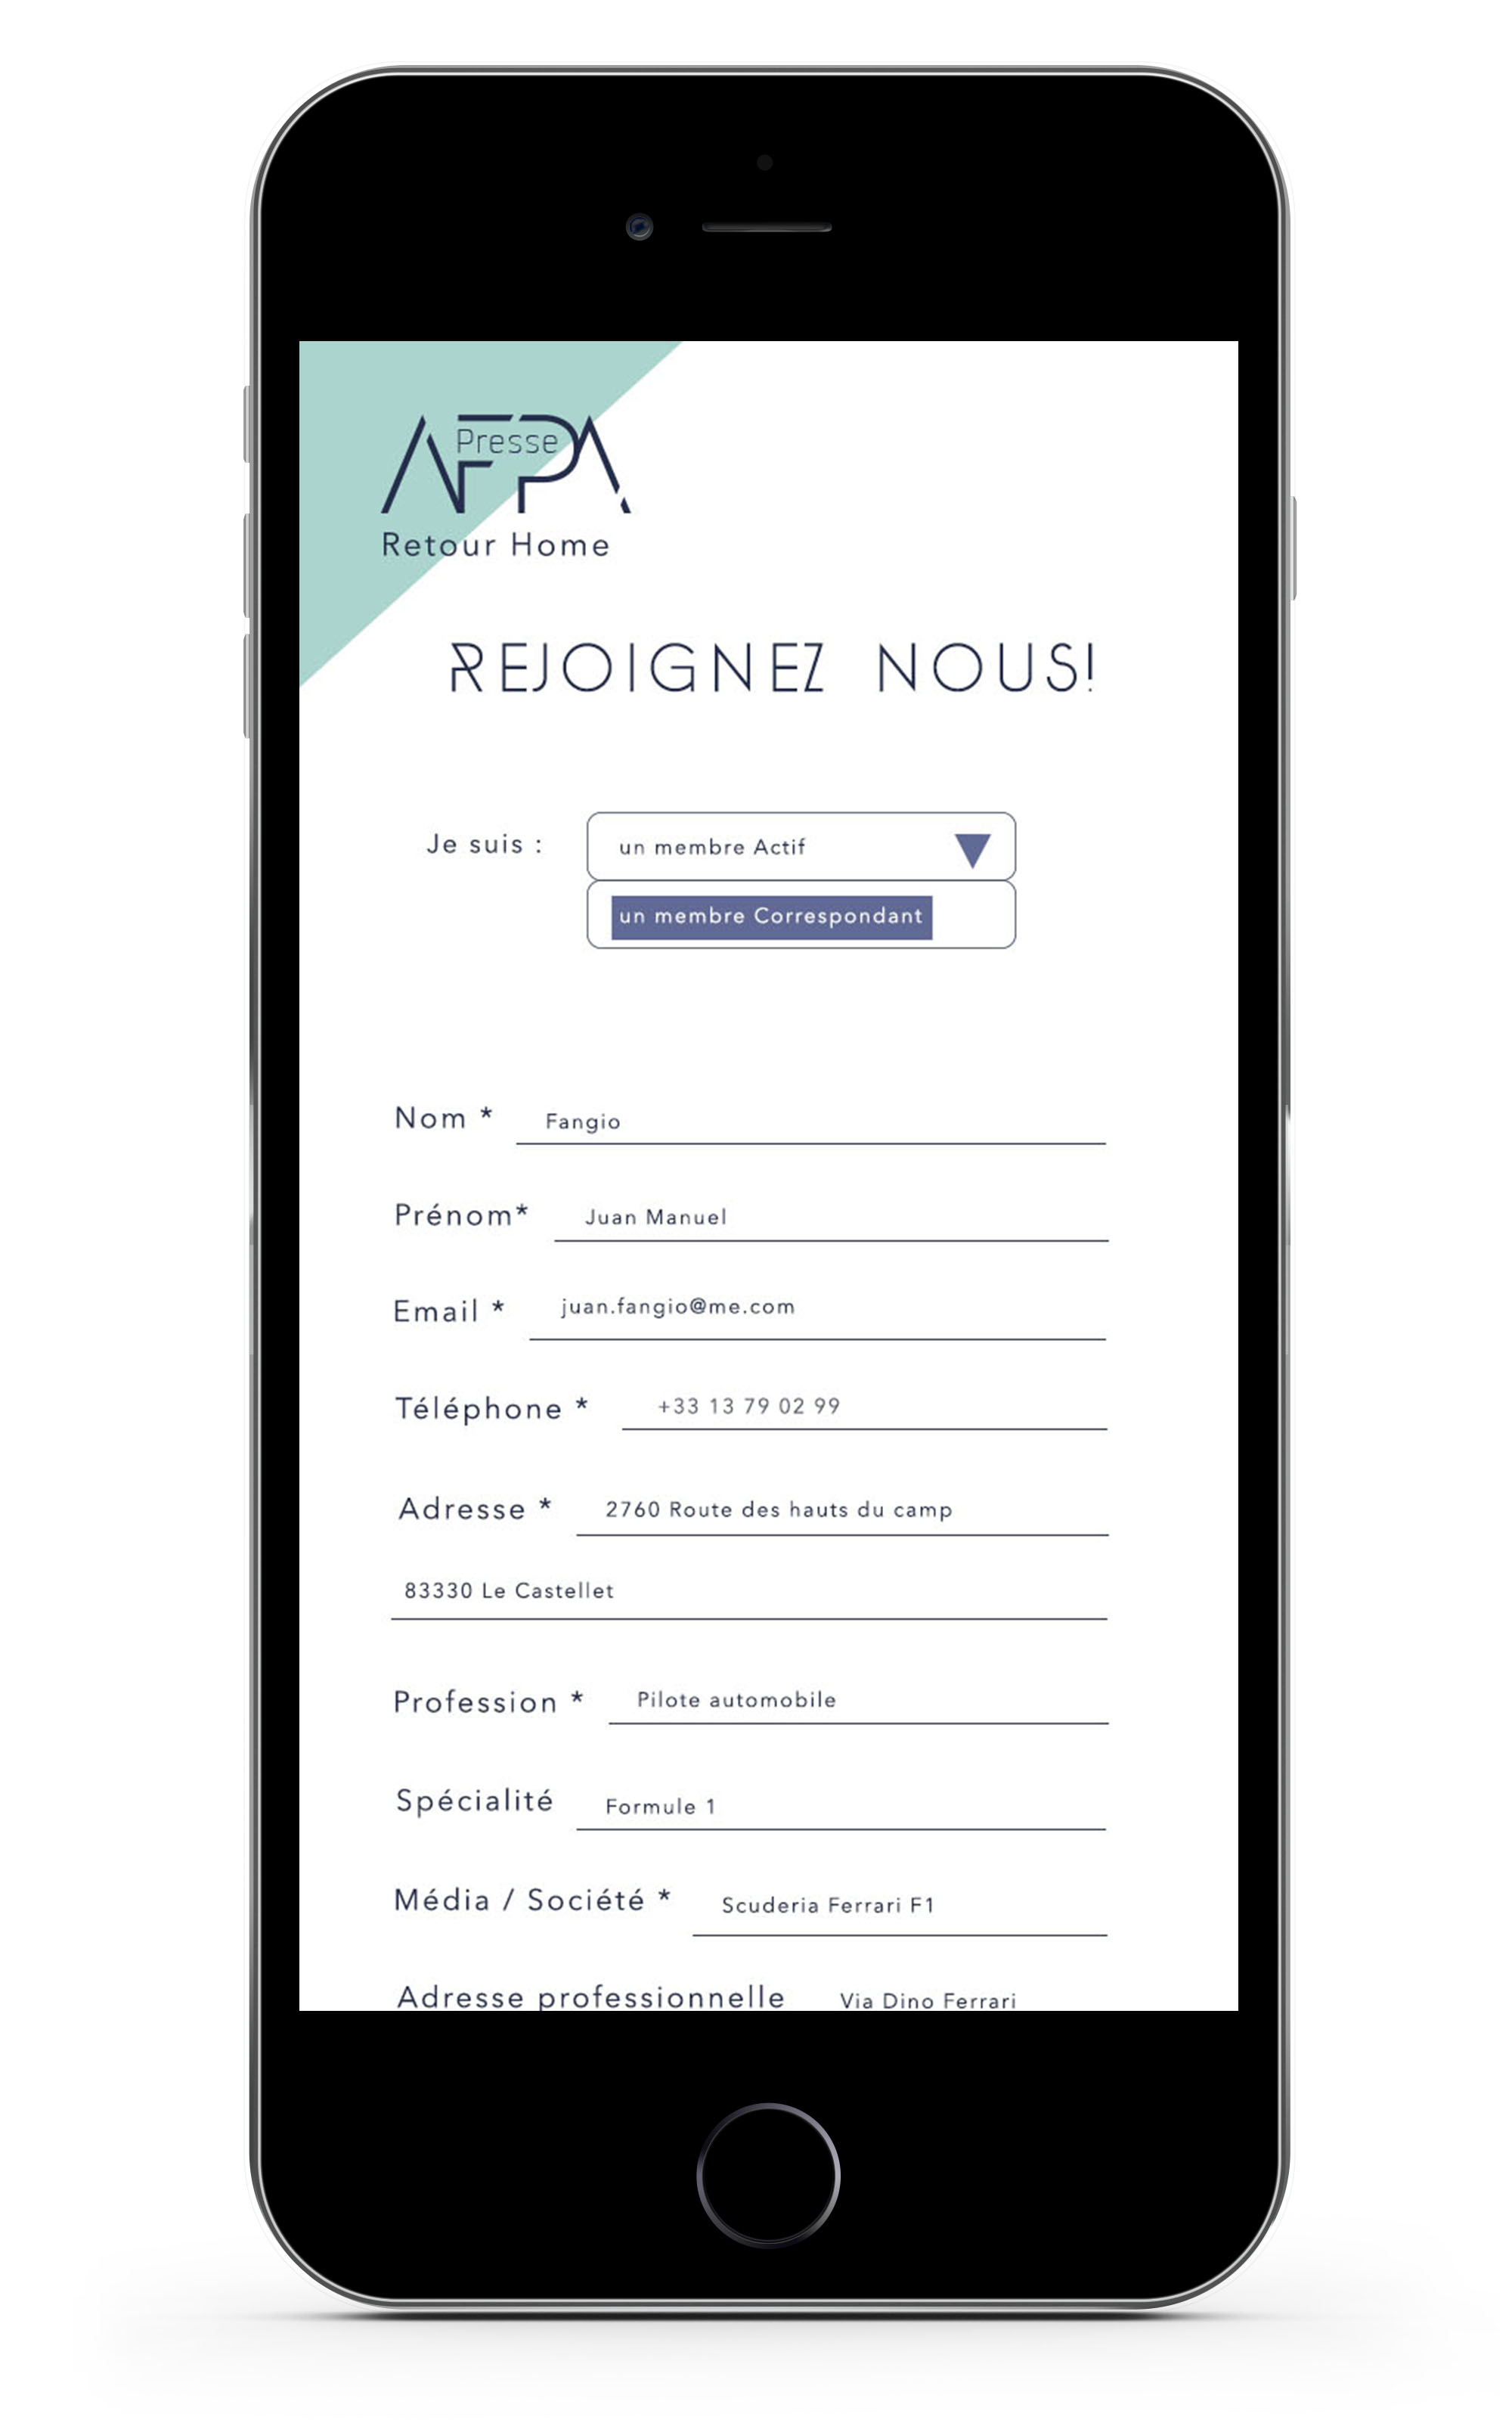 AFPA
Presse
Retour Home
REJOIGNEZ NOUS!
Je suis : un membre Actif
un membre Correspondant
Nom * Fangio
Prénom* Juan Manuel
Email * juan.fangio@me.com
Téléphone * +33 13 79 02 99
Adresse * 2760 Route des hauts du camp
83330 Le Castellet
Profession * Pilote automobile
Spécialité Formule 1
Média / Société * Scuderia Ferrari F1
Adresse professionnelle Via Dino Ferrari